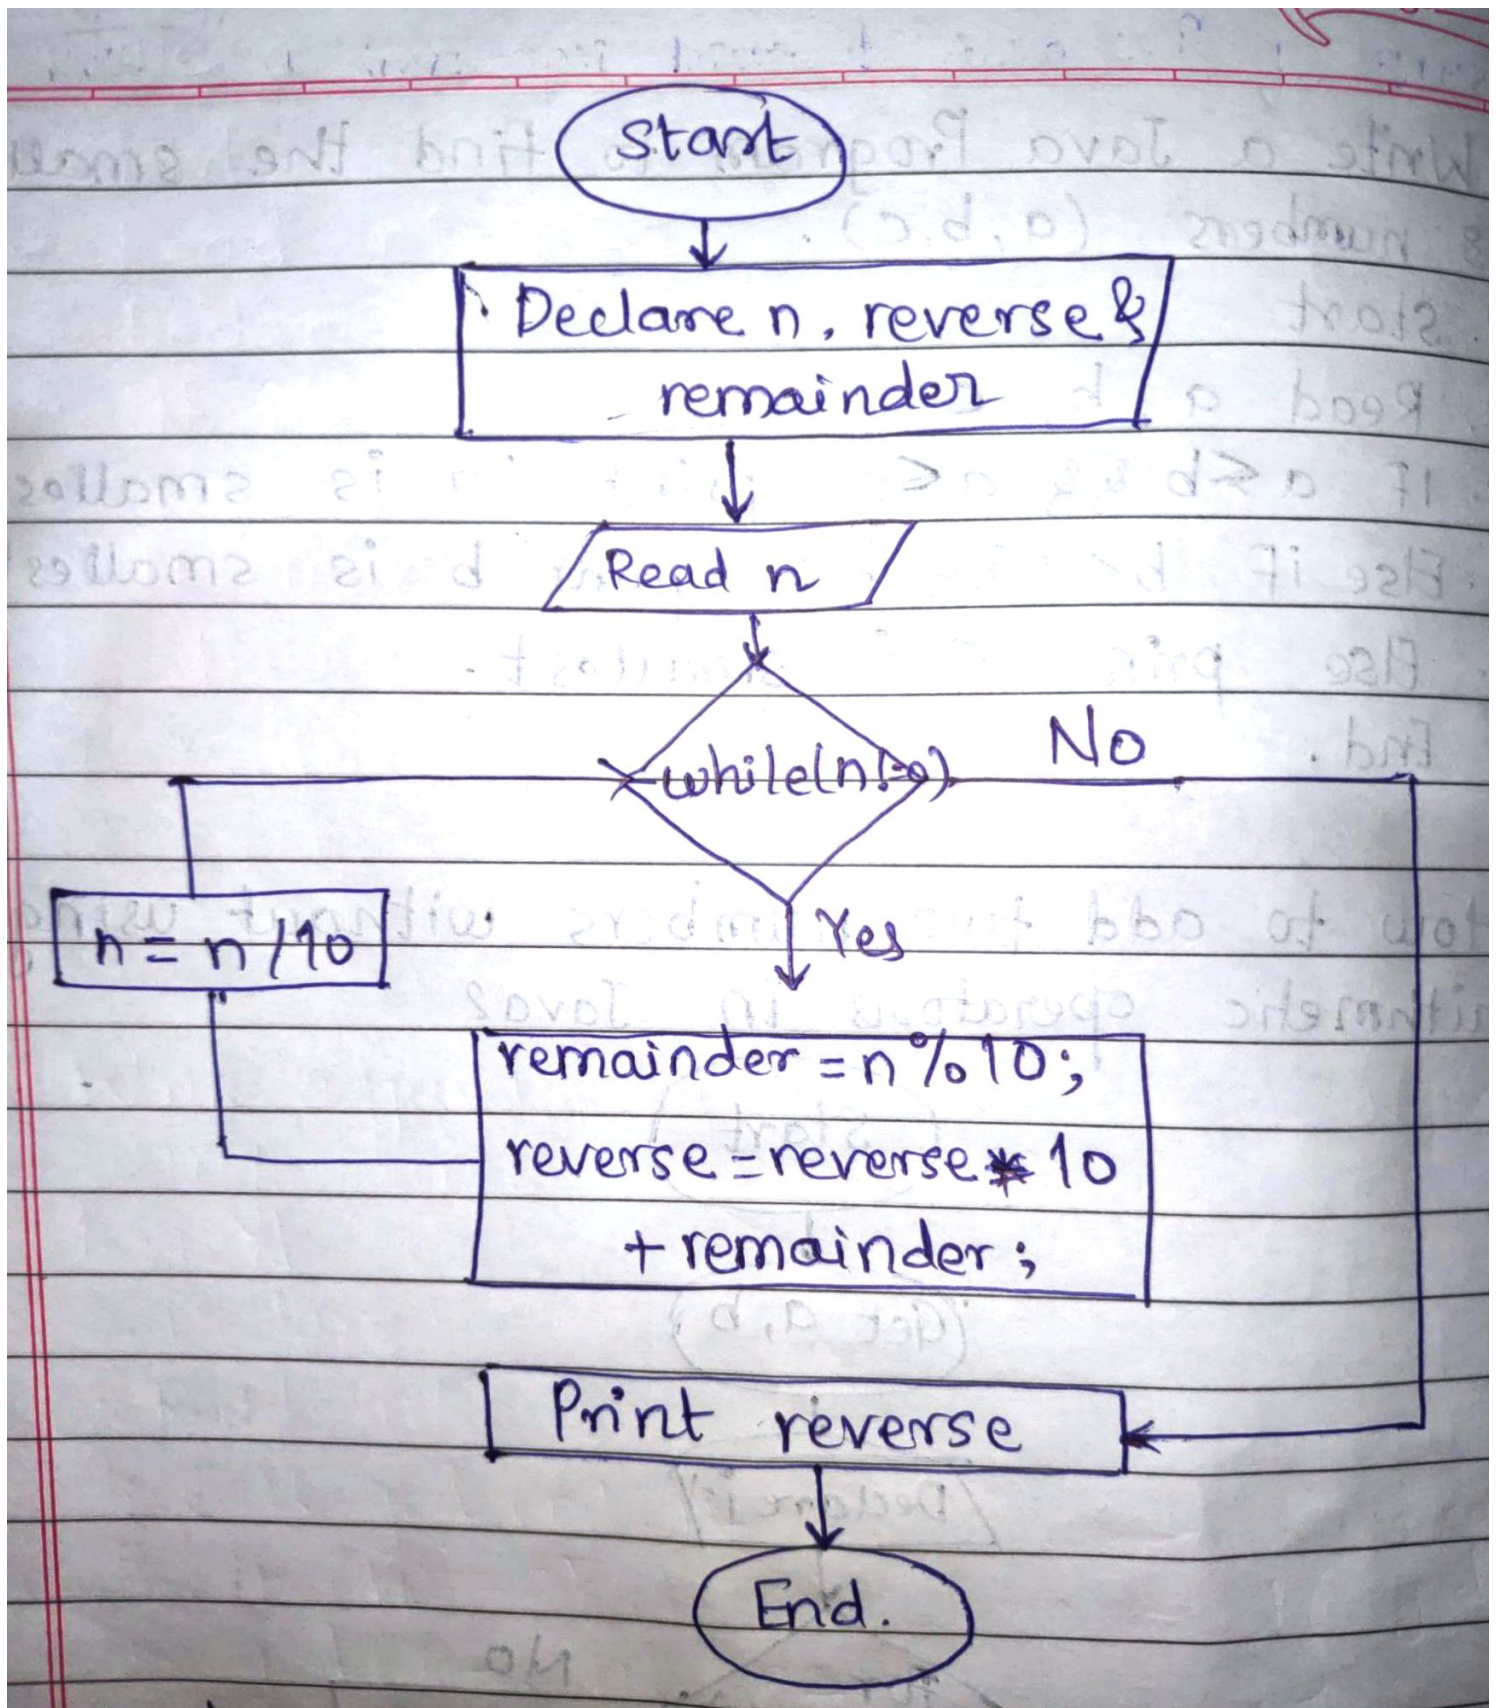 Start
Declare n, reverse &
remainder
Read n
while(n!=0)
No
Yes
n = n/10
remainder = n%10;
reverse = reverse * 10
+ remainder;
Print reverse
End.